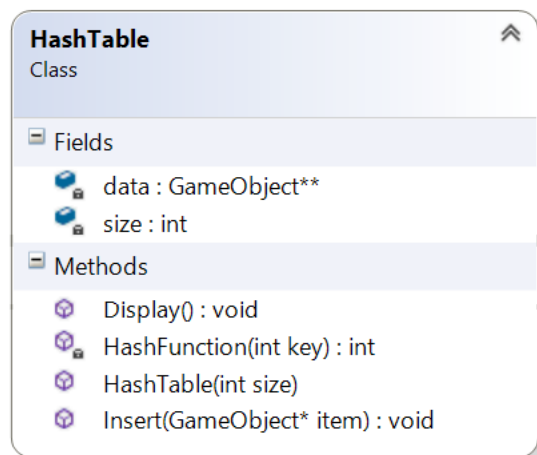 HashTable
Class
Fields
data : GameObject**
size : int
Methods
Display() : void
HashFunction(int key) : int
HashTable(int size)
Insert(GameObject* item) : void